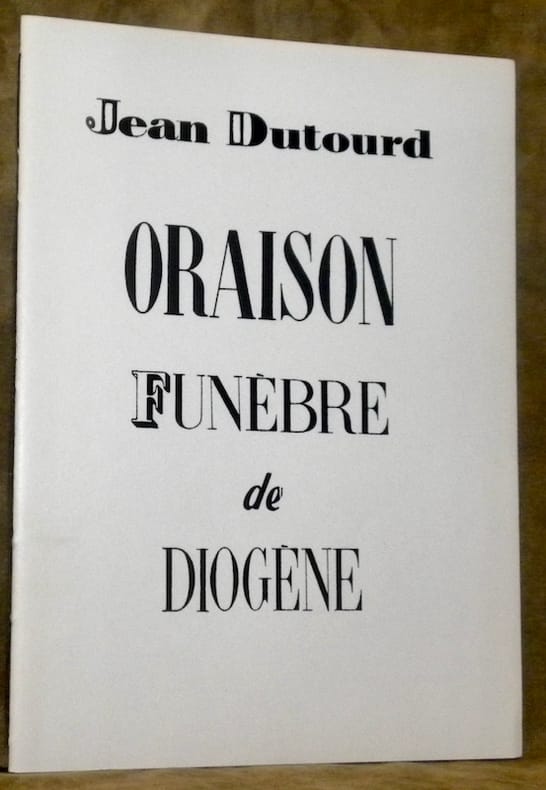 Jean Dutourd
ORAISON
FUNÈBRE
de
DIOGÈNE